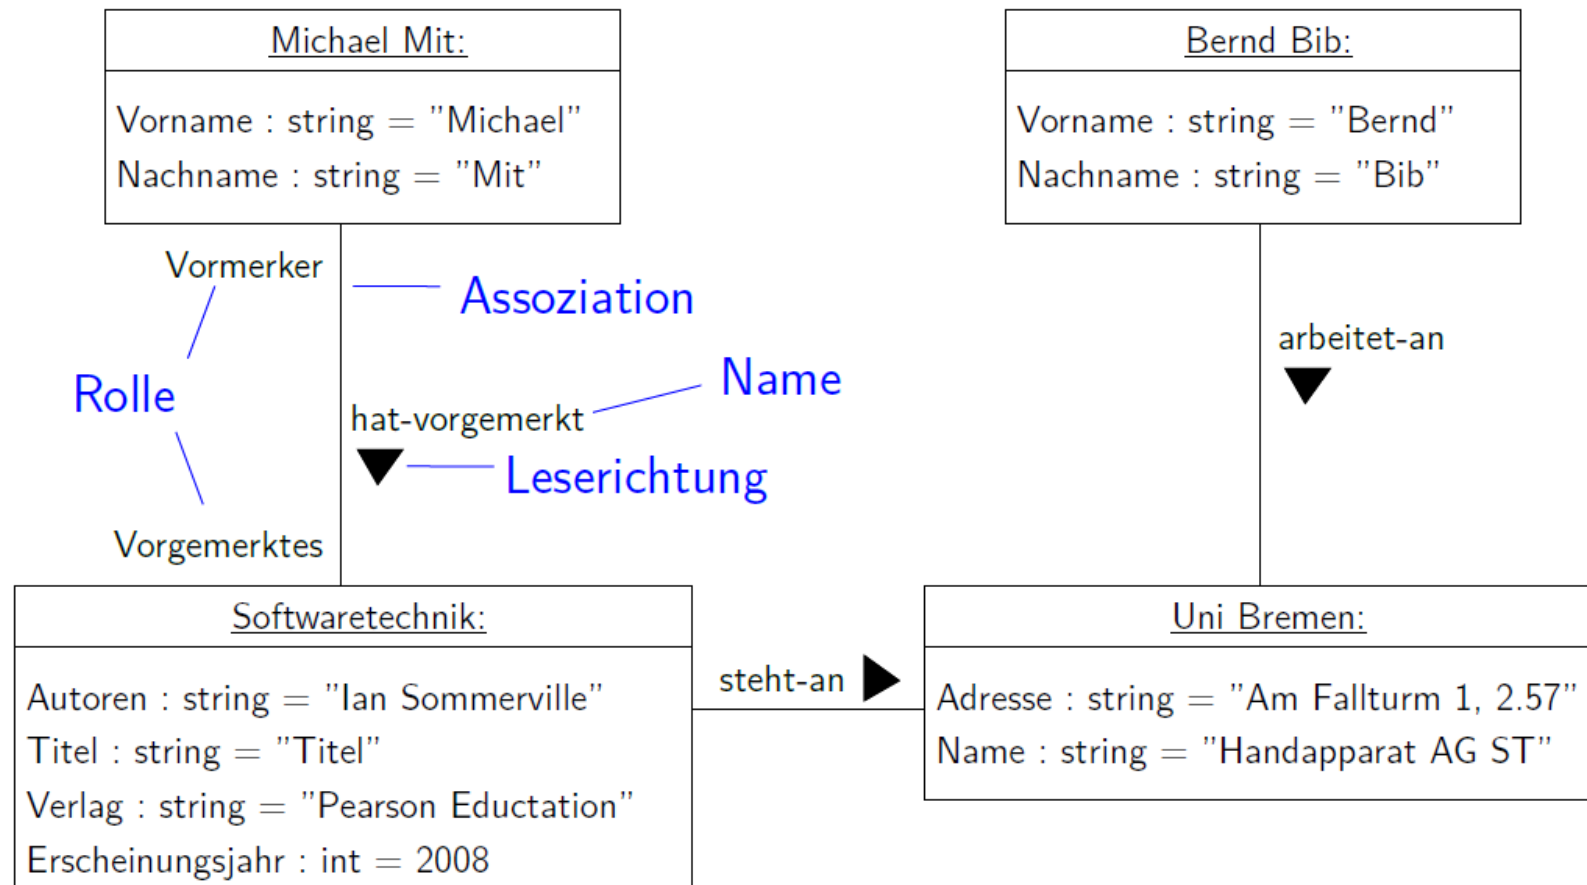 Michael Mit:
Vorname : string = ”Michael”
Nachname : string = ”Mit”
Bernd Bib:
Vorname : string = ”Bernd”
Nachname : string = ”Bib”
Vormerker
Assoziation
Rolle
Name
hat-vorgemerkt
Leserichtung
Vorgemerktes
arbeitet-an
Softwaretechnik:
Autoren : string = ”Ian Sommerville”
Titel : string = ”Titel”
Verlag : string = ”Pearson Eductation”
Erscheinungsjahr : int = 2008
steht-an
Uni Bremen:
Adresse : string = ”Am Fallturm 1, 2.57”
Name : string = ”Handapparat AG ST”